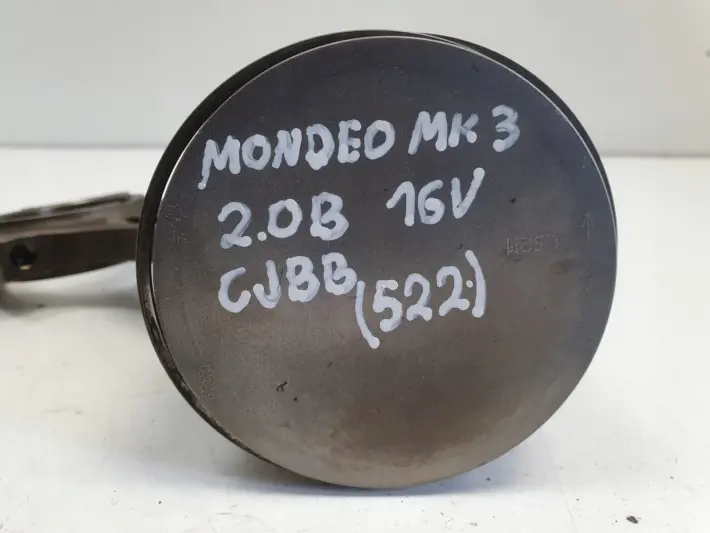 MONDEO MK 3
2.0B 16V
CJBB (522)